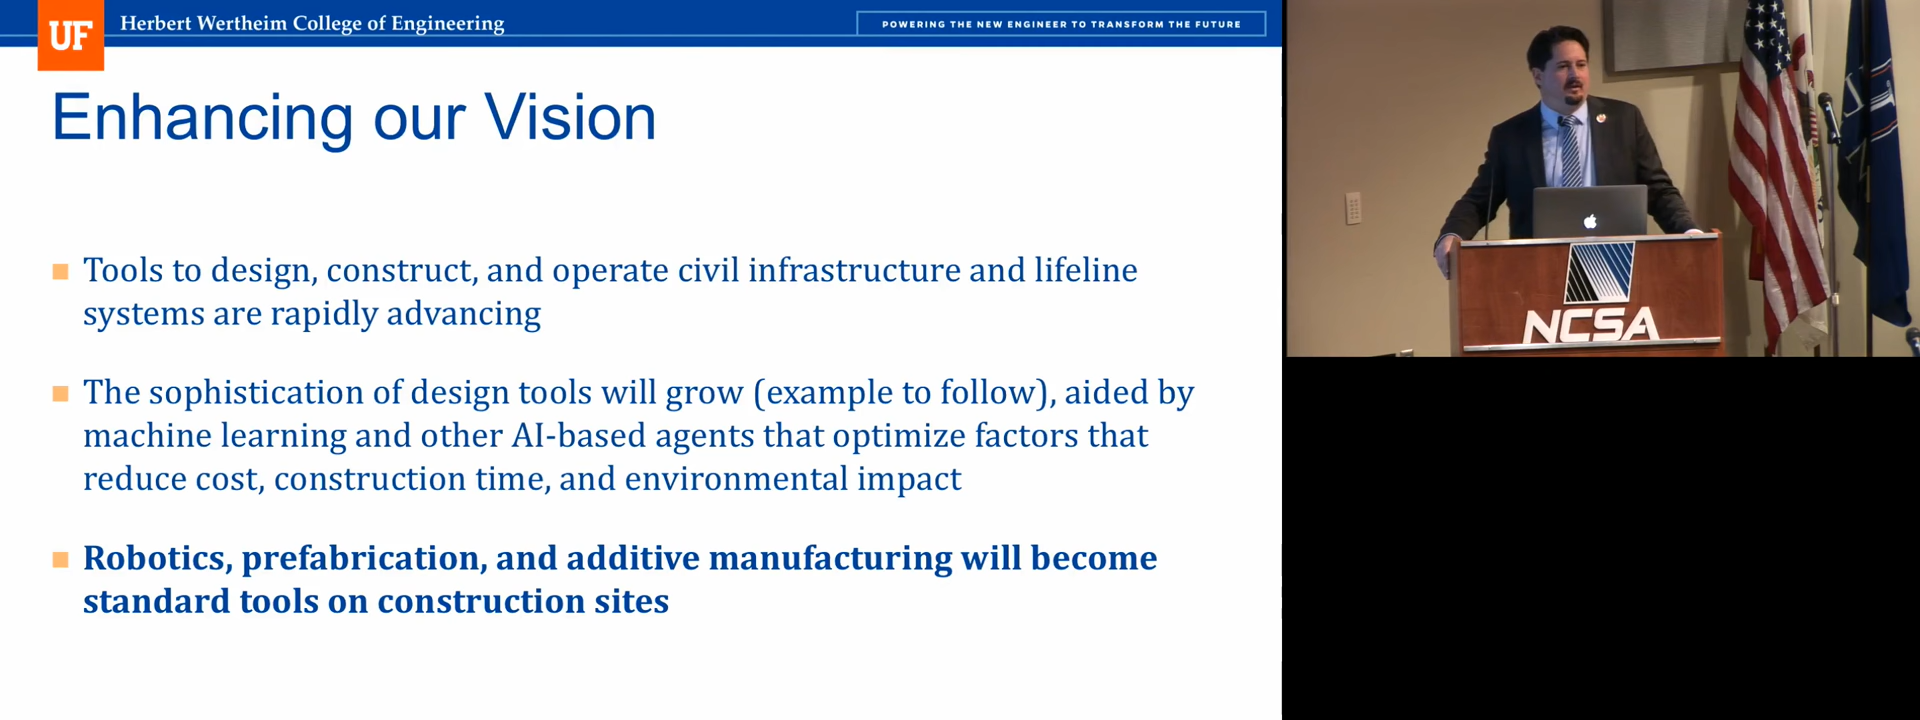 UF
Herbert Wertheim College of Engineering
POWERING THE NEW ENGINEER TO TRANSFORM THE FUTURE
Enhancing our Vision
Tools to design, construct, and operate civil infrastructure and lifeline
systems are rapidly advancing
The sophistication of design tools will grow (example to follow), aided by
machine learning and other AI-based agents that optimize factors that
reduce cost, construction time, and environmental impact
Robotics, prefabrication, and additive manufacturing will become
standard tools on construction sites
NCSA